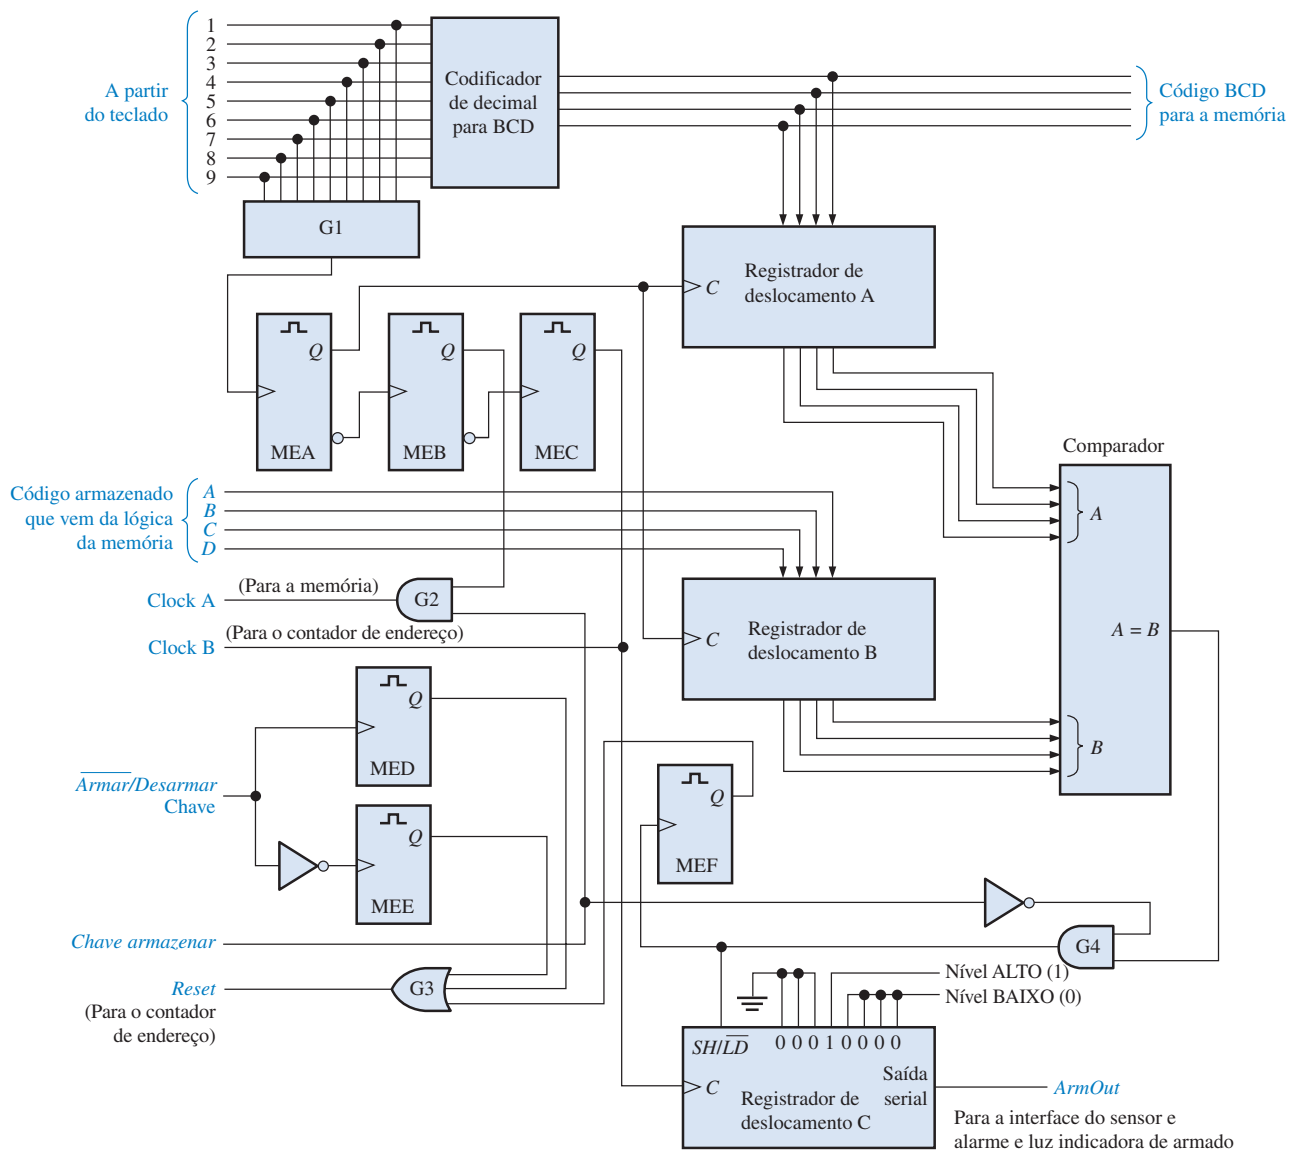 A partir
do teclado
1
2
3
4
5
6
7
8
9
Codificador
de decimal
para BCD
Código BCD
para a memória
G1
Registrador de
deslocamento A
C
Q
MEA
Q
MEB
Q
MEC
Comparador
A
A = B
B
Código armazenado
que vem da lógica
da memória
A
B
C
D
Clock A
(Para a memória)
G2
Clock B
(Para o contador de endereço)
C
Registrador de
deslocamento B
Q
MED
Armar/Desarmar
Chave
Q
MEE
Q
MEF
Chave armazenar
G4
Reset
(Para o contador
de endereço)
G3
Nível ALTO (1)
Nível BAIXO (0)
SH/LD
0 0 0 1 0 0 0 0
C
Registrador de
deslocamento C
Saída
serial
ArmOut
Para a interface do sensor e
alarme e luz indicadora de armado